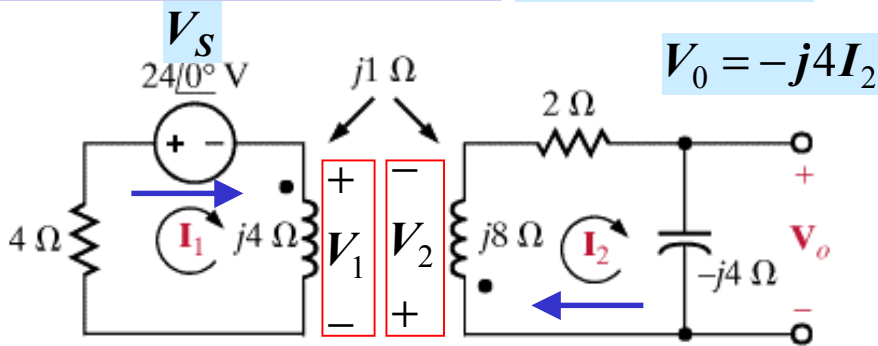 V_S
24/0° V
j1 Ω
V_0 = -j4I_2
2 Ω
+ −
+
−
+
4 Ω
I_1
j4 Ω
V_1
V_2
j8 Ω
I_2
-j4 Ω
V_o
−
+
−